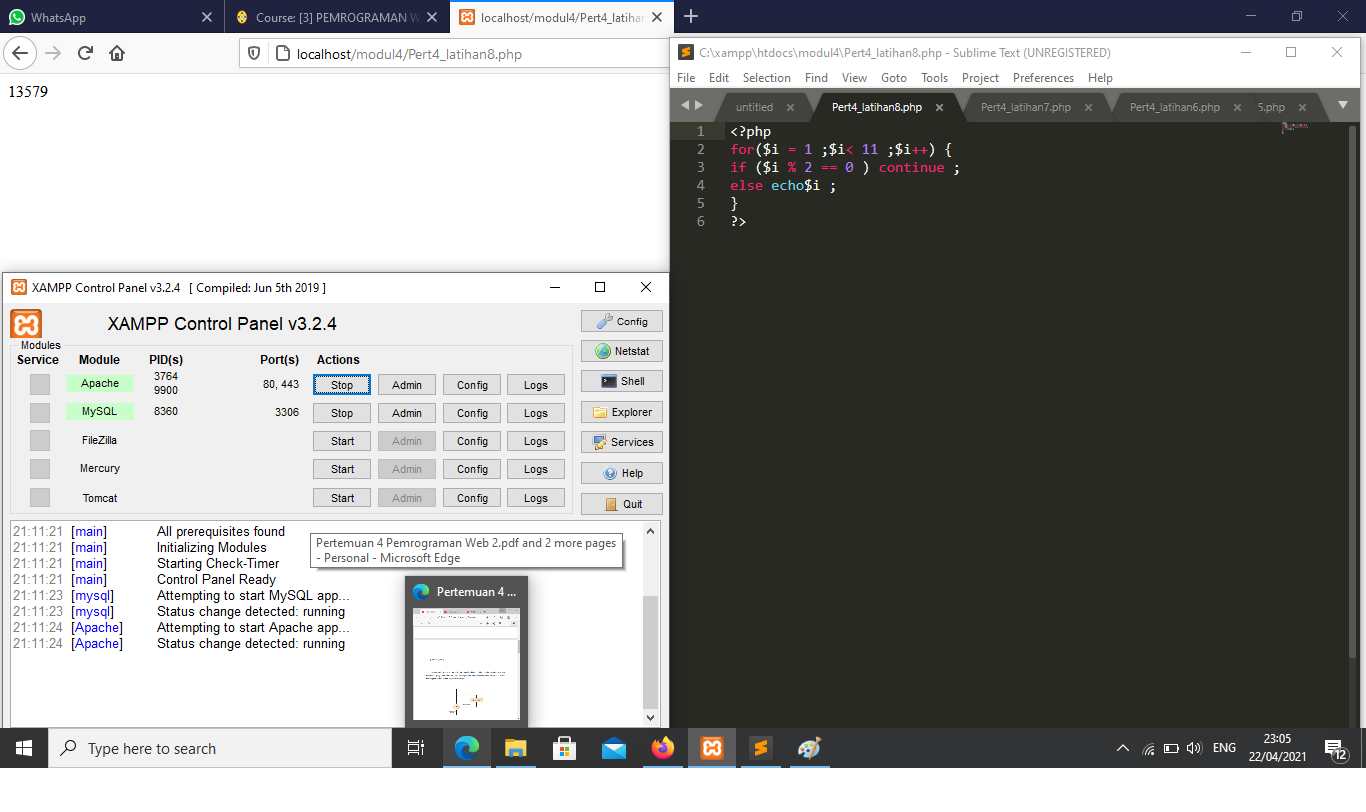 WhatsApp
Course: [3] PEMROGRAMAN W
localhost/modul4/Pert4_latihan
localhost/modul4/Pert4_latihan8.php
13579
C:\xampp\htdocs\modul4\Pert4_latihan8.php - Sublime Text (UNREGISTERED)
File Edit Selection Find View Goto Tools Project Preferences Help
untitled Pert4_latihan8.php Pert4_latihan7.php Pert4_latihan6.php 5.php
1 <?php
2 for($i = 1 ;$i< 11 ;$i++) {
3 if ($i % 2 == 0 ) continue ;
4 else echo$i ;
5 }
6 ?>
XAMPP Control Panel v3.2.4 [ Compiled: Jun 5th 2019 ]
XAMPP Control Panel v3.2.4
Modules
Service Module PID(s) Port(s) Actions
Apache 3764 9900 80, 443 Stop Admin Config Logs
MySQL 8360 3306 Stop Admin Config Logs
FileZilla Start Admin Config Logs
Mercury Start Admin Config Logs
Tomcat Start Admin Config Logs
Config
Netstat
Shell
Explorer
Services
Help
Quit
21:11:21 [main] All prerequisites found
21:11:21 [main] Initializing Modules
21:11:21 [main] Starting Check-Timer
21:11:21 [main] Control Panel Ready
21:11:23 [mysql] Attempting to start MySQL app...
21:11:23 [mysql] Status change detected: running
21:11:24 [Apache] Attempting to start Apache app...
21:11:24 [Apache] Status change detected: running
Pertemuan 4 Pemrograman Web 2.pdf and 2 more pages
- Personal - Microsoft Edge
Pertemuan 4 ...
Type here to search
ENG
23:05
22/04/2021
12